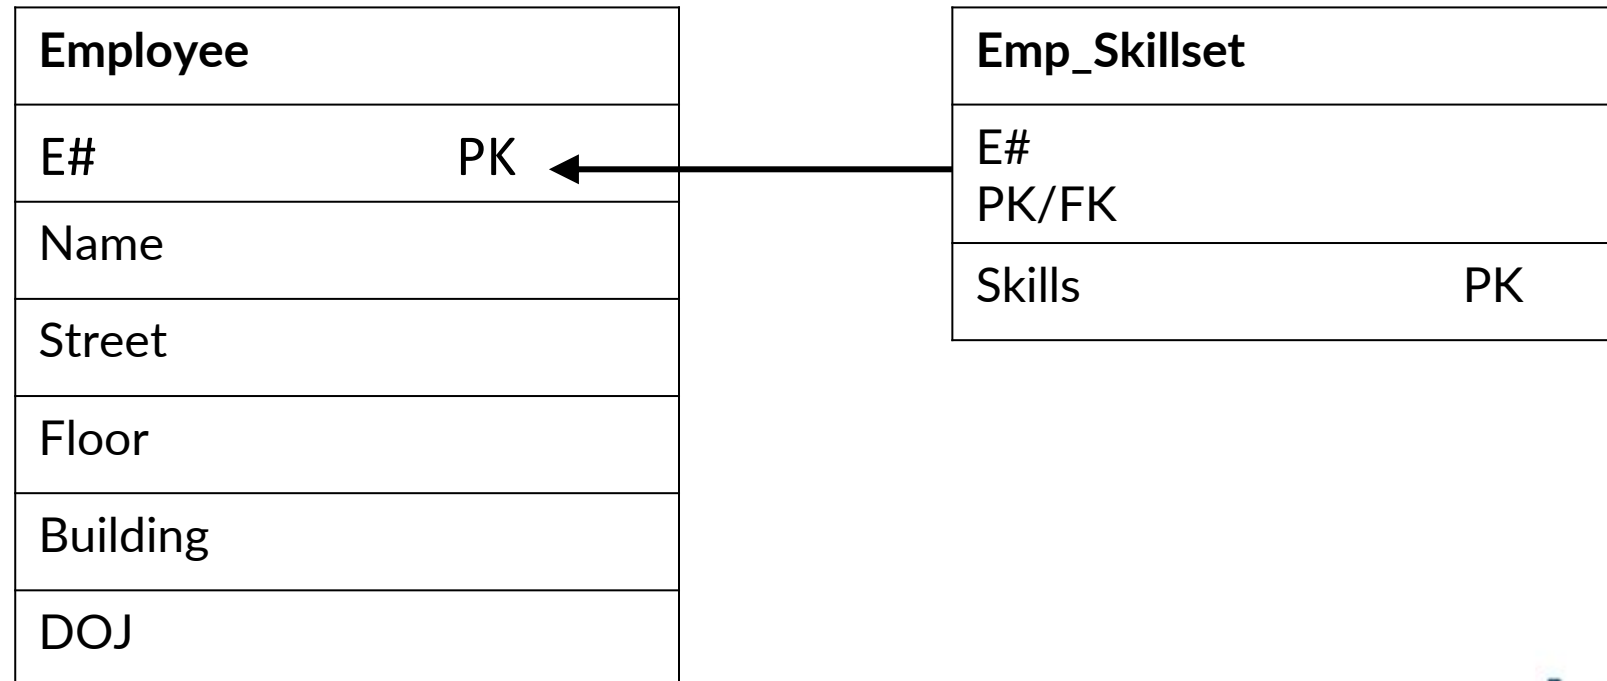 Employee
E# PK
Name
Street
Floor
Building
DOJ
Emp_Skillset
E#
PK/FK
Skills PK